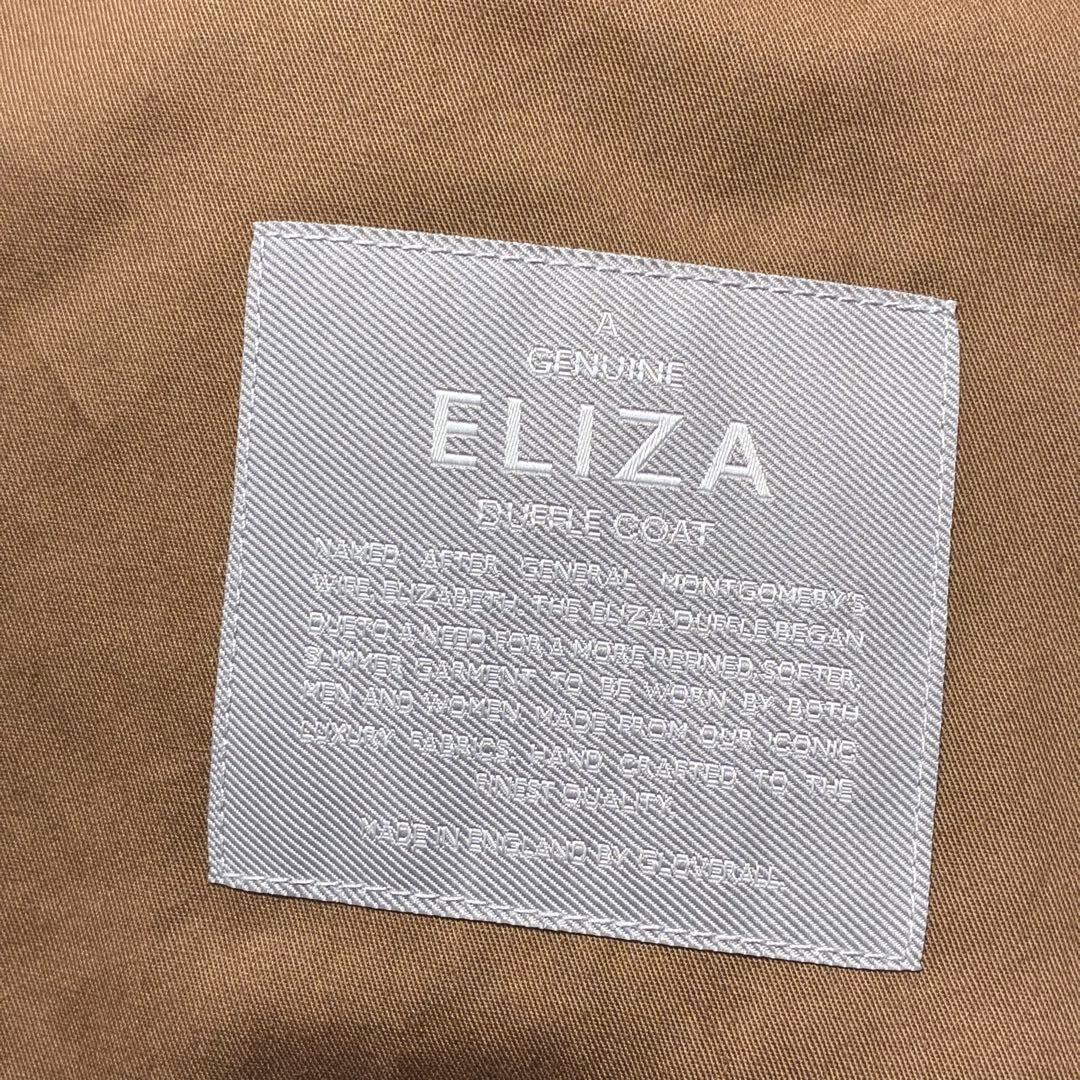 A
GENUINE
ELIZA
DUFFLE COAT
NAMED AFTER GENERAL MONTGOMERY'S
WIFE, ELIZABETH, THE ELIZA DUFFLE BEGAN
DUE TO A NEED FOR A MORE REFINED, SOFTER,
SLIMMER GARMENT TO BE WORN BY BOTH
MEN AND WOMEN. MADE FROM OUR ICONIC
LUXURY FABRICS. HAND CRAFTED TO THE
FINEST QUALITY.
MADE IN ENGLAND BY GLOVERALL.